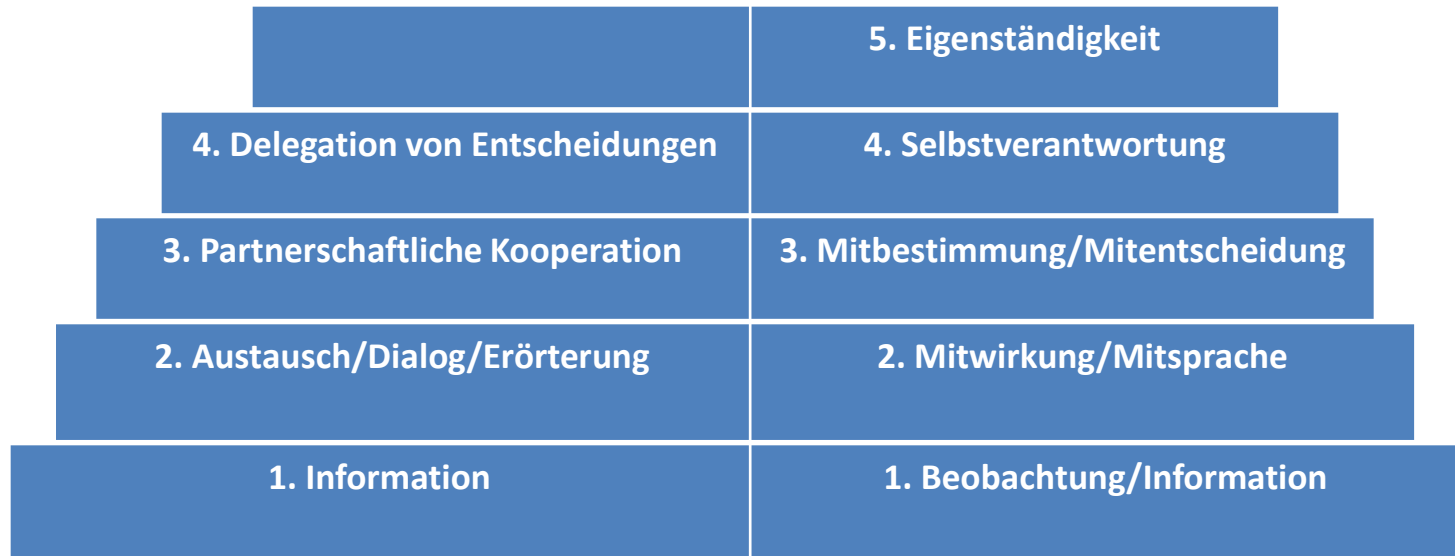 5. Eigenständigkeit
4. Delegation von Entscheidungen
4. Selbstverantwortung
3. Partnerschaftliche Kooperation
3. Mitbestimmung/Mitentscheidung
2. Austausch/Dialog/Erörterung
2. Mitwirkung/Mitsprache
1. Information
1. Beobachtung/Information